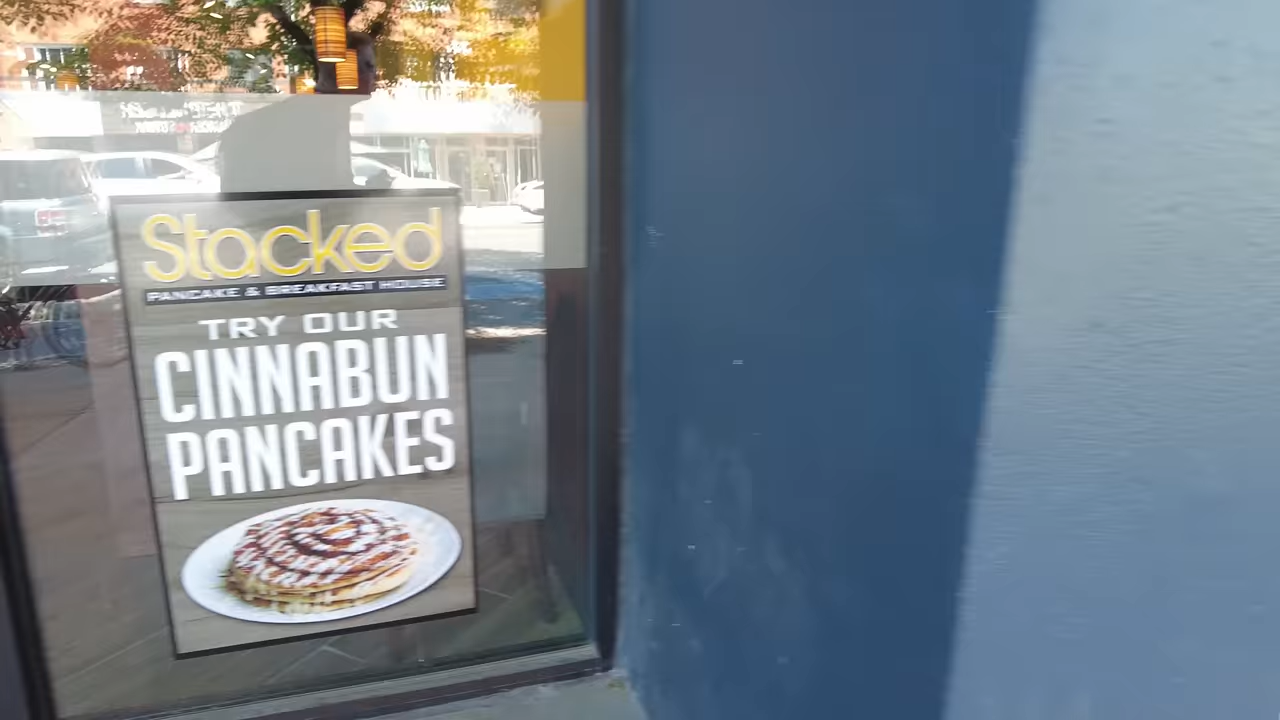 Stacked
PANCAKE & BREAKFAST HOUSE
TRY OUR
CINNABUN
PANCAKES